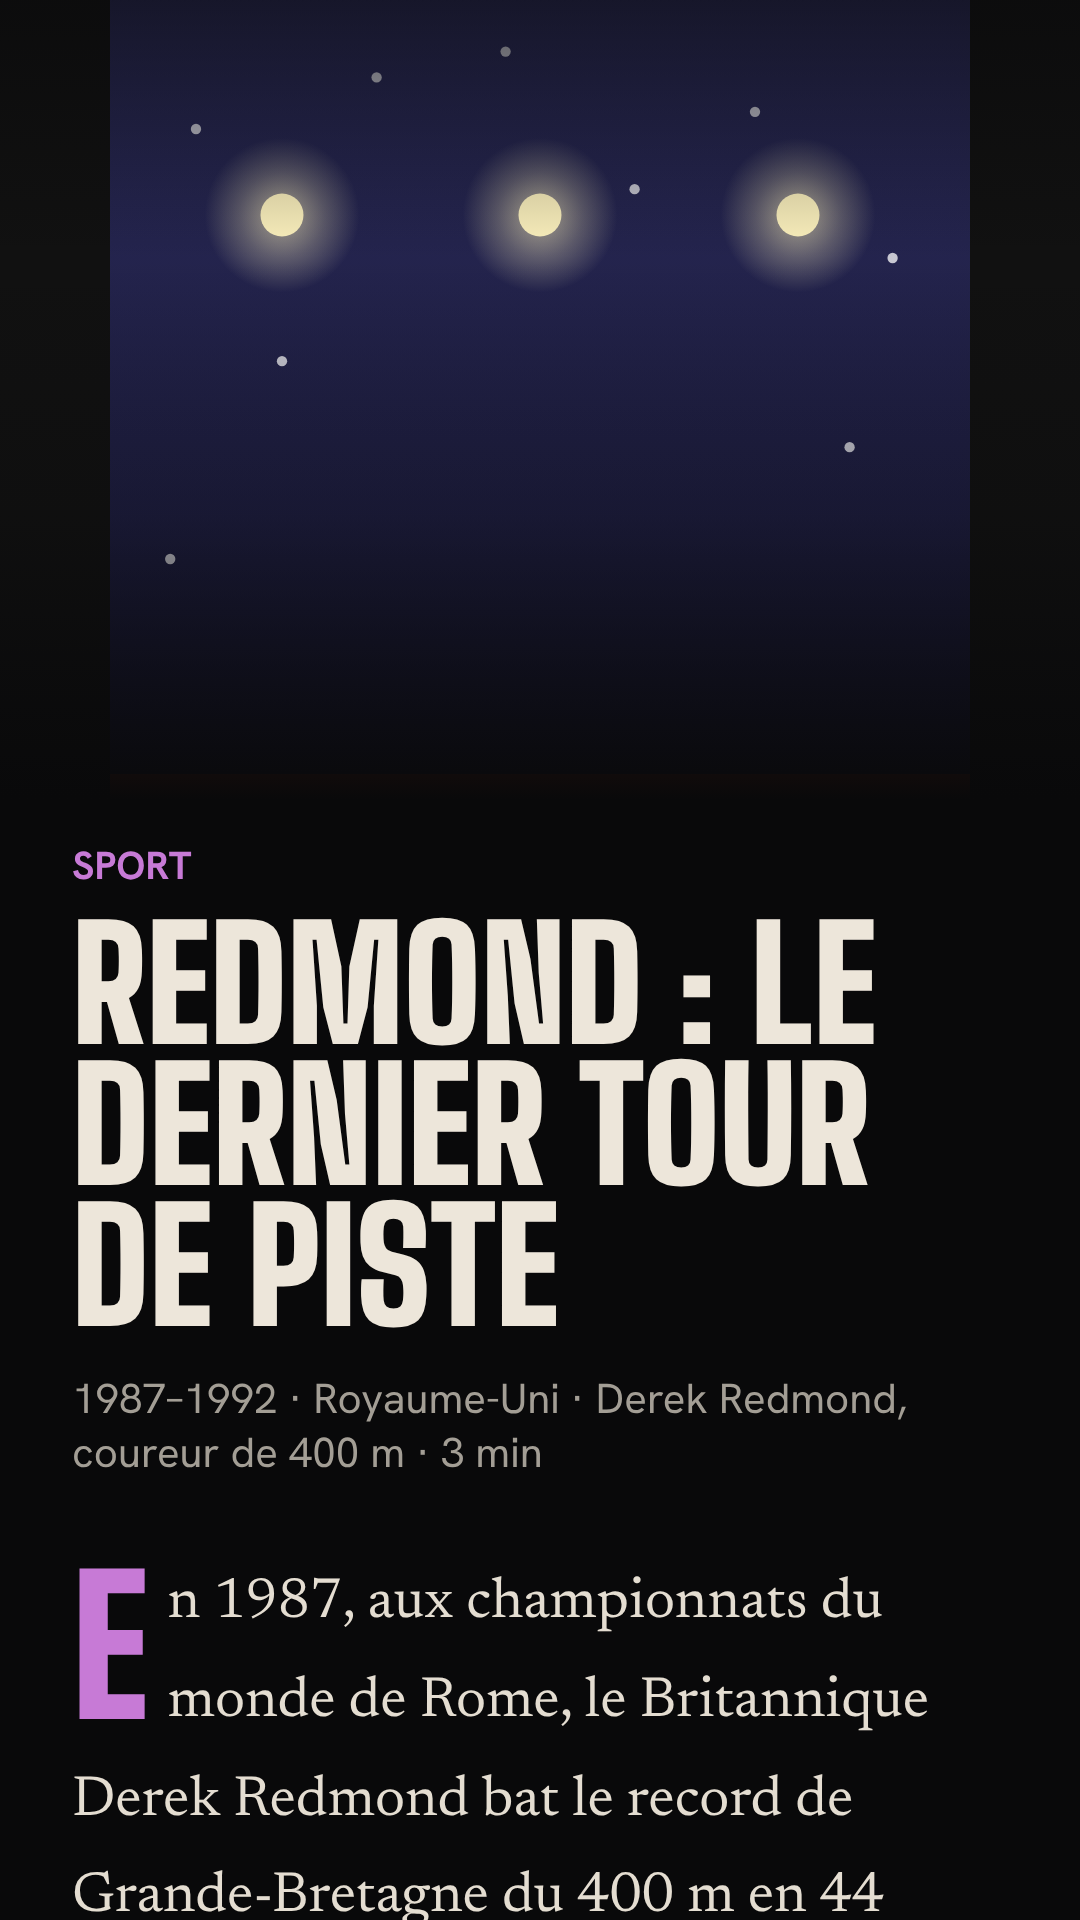 SPORT
REDMOND : LE
DERNIER TOUR
DE PISTE
1987–1992 · Royaume-Uni · Derek Redmond,
coureur de 400 m · 3 min
En 1987, aux championnats du
monde de Rome, le Britannique
Derek Redmond bat le record de
Grande-Bretagne du 400 m en 44